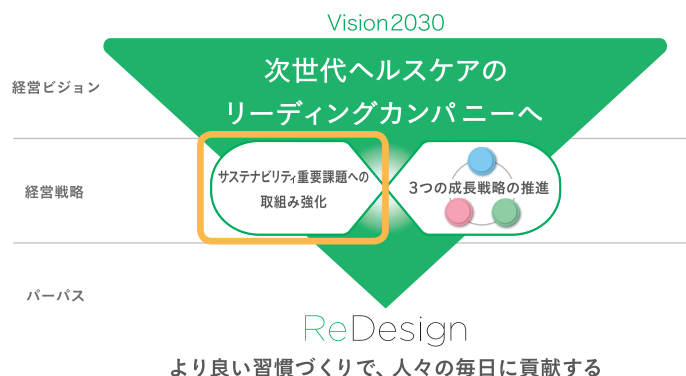 Vision2030
経営ビジョン
次世代ヘルスケアの
リーディングカンパニーへ
経営戦略
サステナビリティ重要課題への
取組み強化
3つの成長戦略の推進
パーパス
ReDesign
より良い習慣づくりで、人々の毎日に貢献する